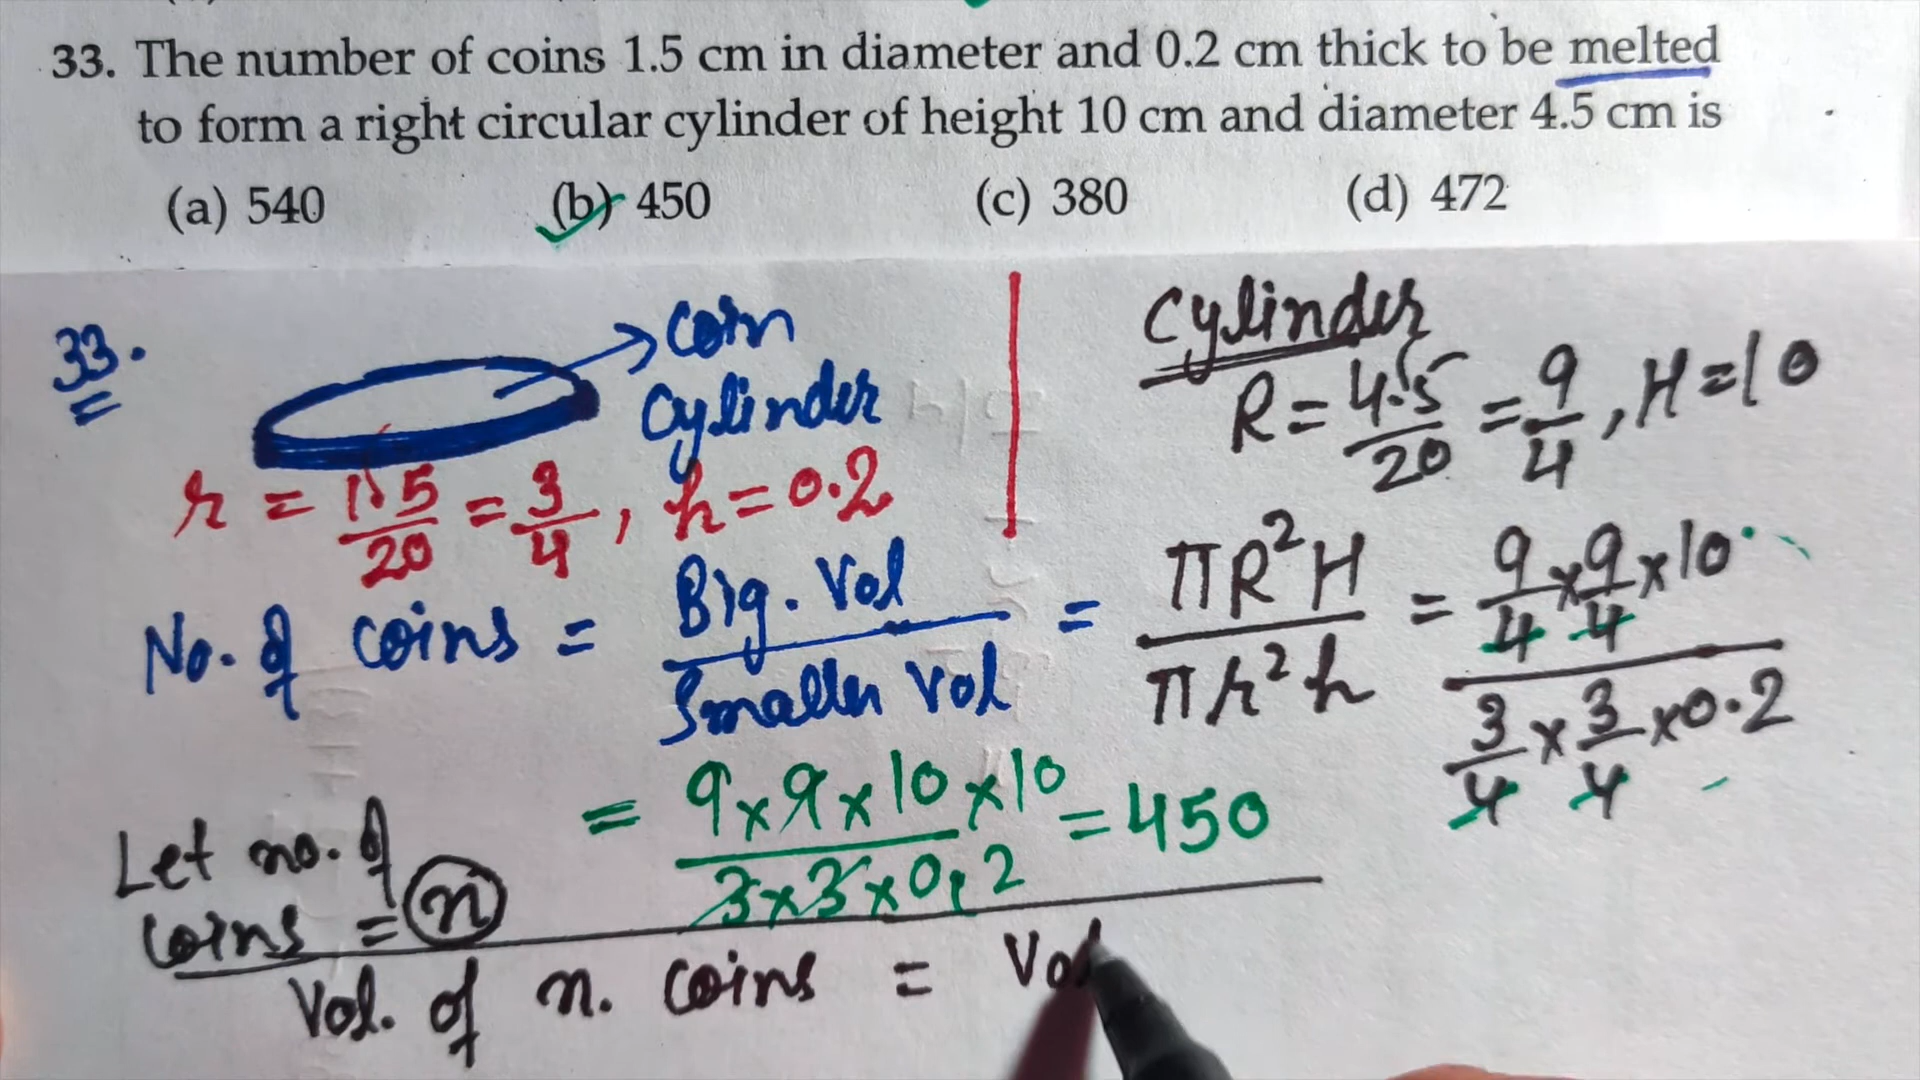 33. The number of coins 1.5 cm in diameter and 0.2 cm thick to be melted
to form a right circular cylinder of height 10 cm and diameter 4.5 cm is
(a) 540 (b) 450 (c) 380 (d) 472
33.
coin
cylinder
r = 1.5/20 = 3/4, h = 0.2
Cylinder
R = 4.5/20 = 9/4, H = 10
No. of coins = Big. Vol / Smaller Vol = πR²H / πr²h = 9/4 × 9/4 × 10 / 3/4 × 3/4 × 0.2
= 9 × 9 × 10 × 10 / 3 × 3 × 0.2 = 450
Let no. of
coins = n
Vol. of n. coins = Vol